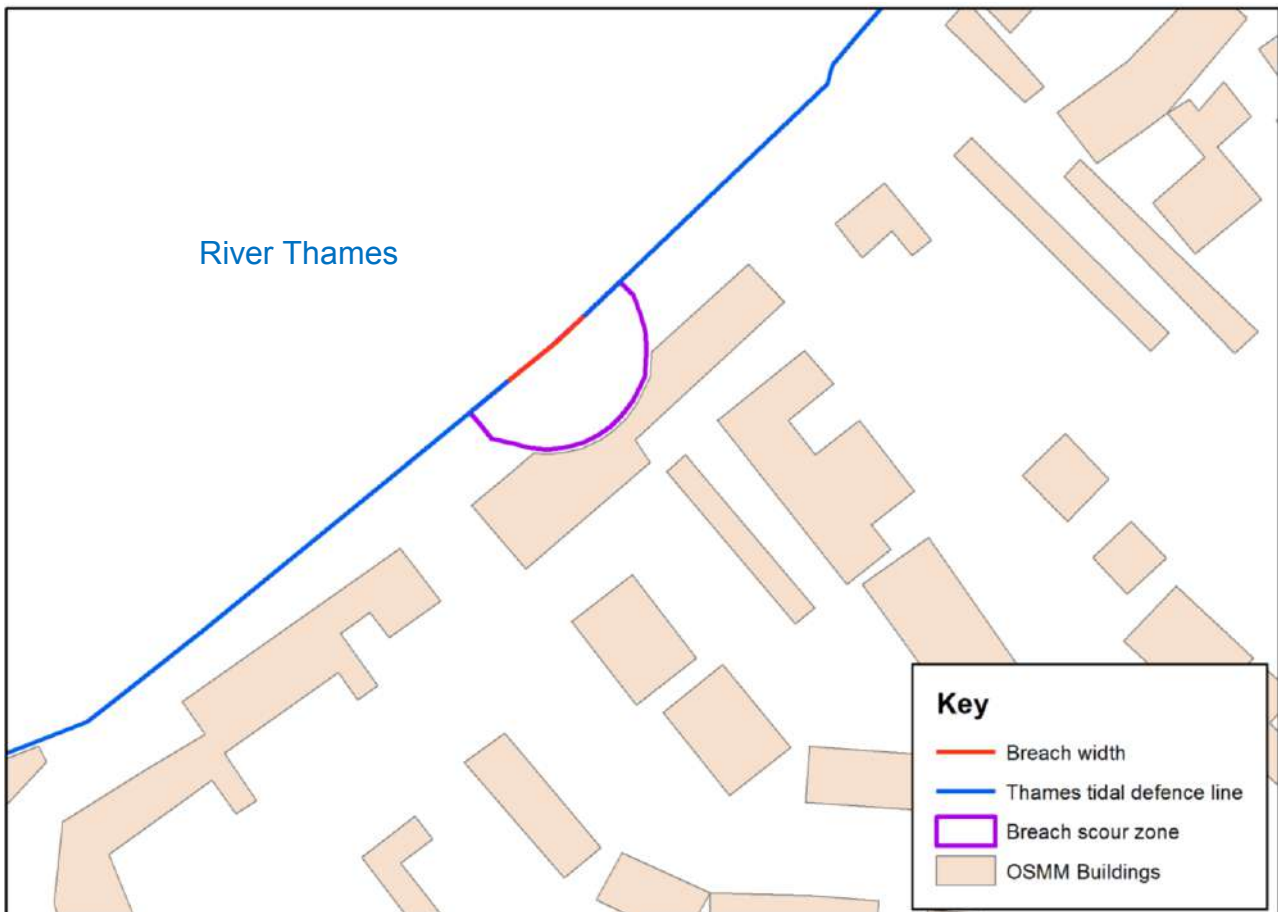 River Thames
Key
Breach width
Thames tidal defence line
Breach scour zone
OSMM Buildings